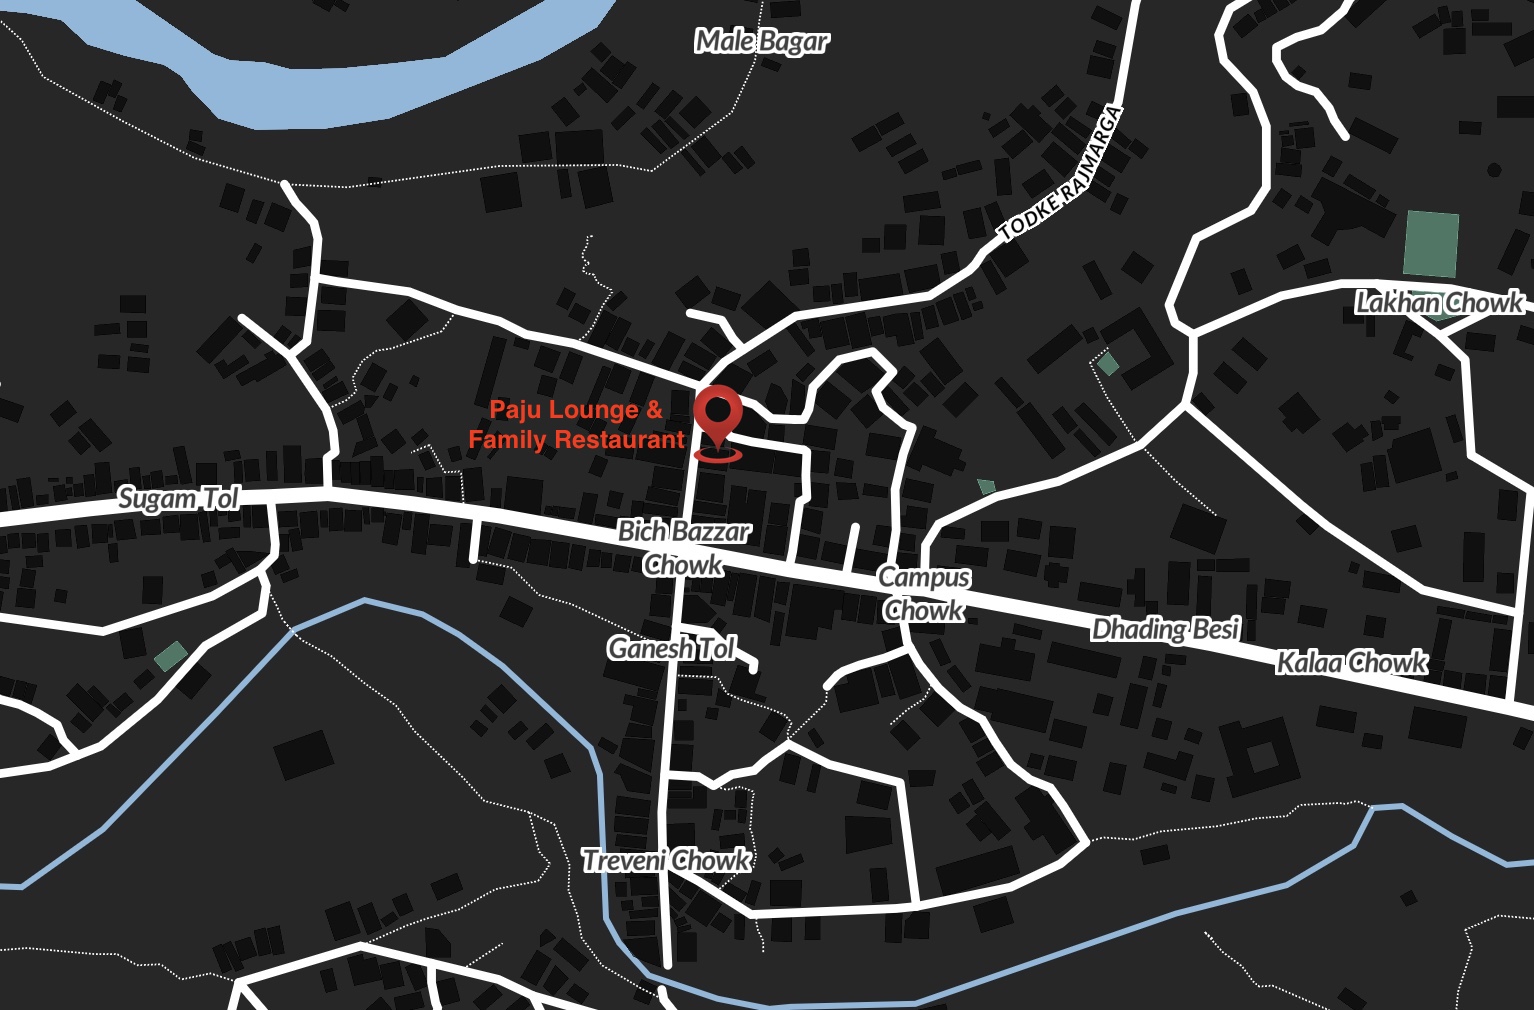 Male Bagar
TODKE RAJMARGA
Lakhan Chowk
Paju Lounge &
Family Restaurant
Sugam Tol
Bich Bazzar
Chowk
Campus
Chowk
Dhading Besi
Ganesh Tol
Kalaa Chowk
Treveni Chowk